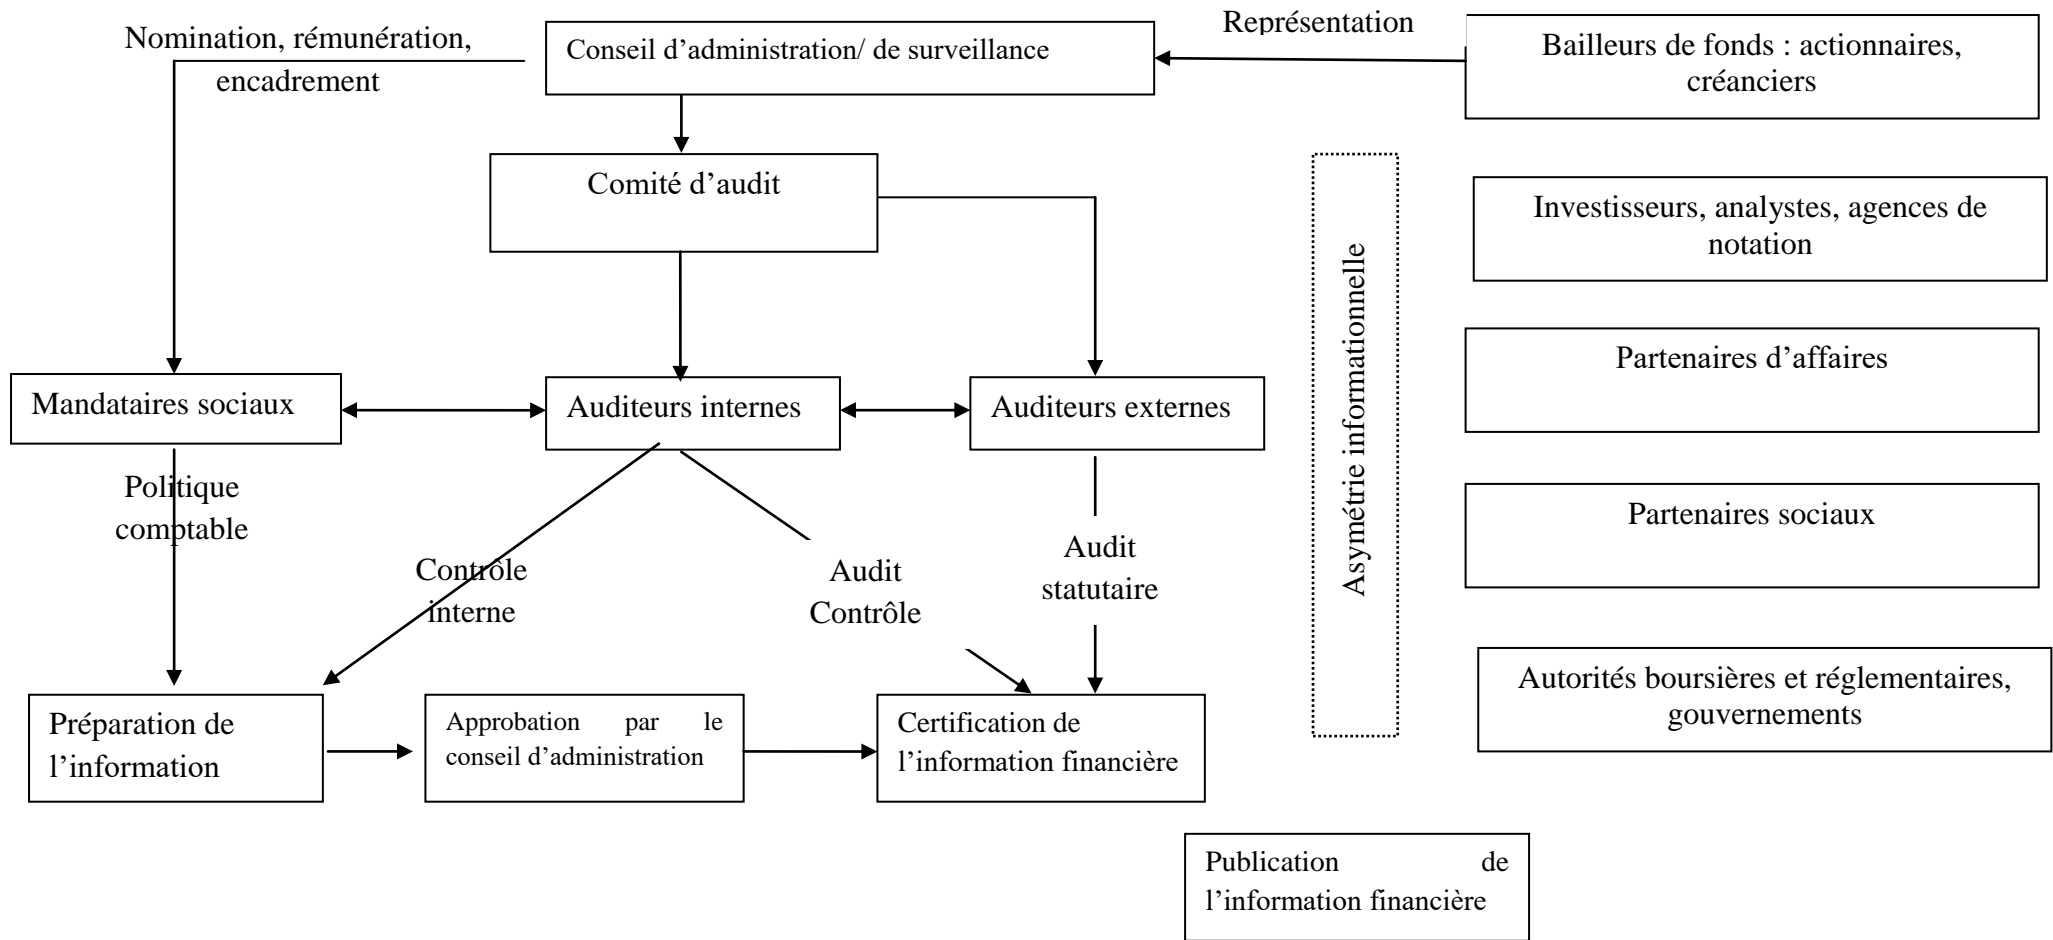 Représentation
Nomination, rémunération,
encadrement
Conseil d’administration/ de surveillance
Bailleurs de fonds : actionnaires,
créanciers
Comité d’audit
Investisseurs, analystes, agences de
notation
Asymétrie informationnelle
Partenaires d’affaires
Mandataires sociaux
Auditeurs internes
Auditeurs externes
Politique
comptable
Partenaires sociaux
Contrôle
interne
Audit
Contrôle
Audit
statutaire
Autorités boursières et réglementaires,
gouvernements
Préparation de
l’information
Approbation par le
conseil d’administration
Certification de
l’information financière
Publication de
l’information financière